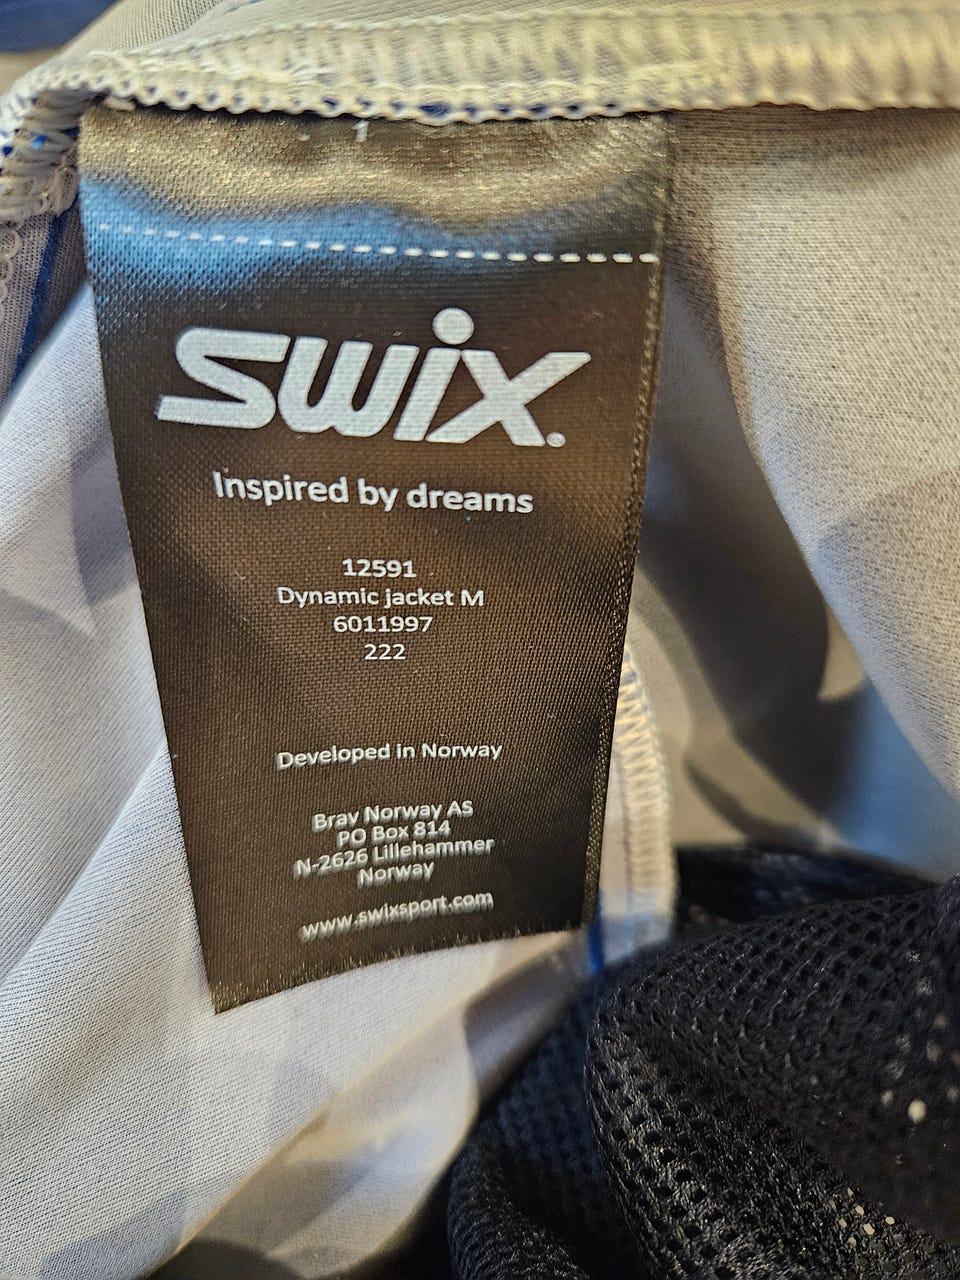 swix®
Inspired by dreams
12591
Dynamic jacket M
6011997
222
Developed in Norway
Brav Norway AS
PO Box 814
N-2626 Lillehammer
Norway
www.swixsport.com